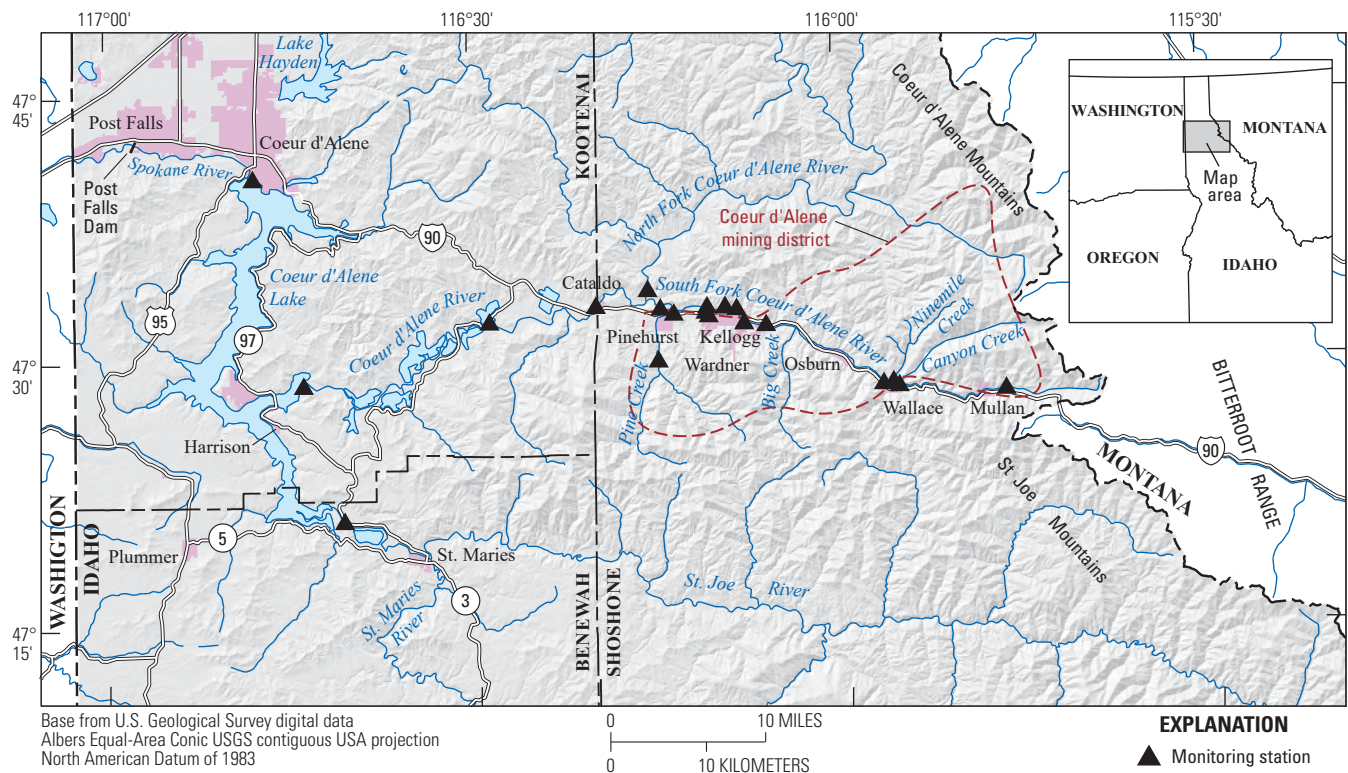 117°00'
116°30'
116°00'
115°30'
47°
45'
47°
30'
47°
15'
Lake
Hayden
e
Post Falls
Coeur d'Alene
Spokane River
Post
Falls
Dam
KOOTENAI
Coeur d'Alene Mountains
North Fork Coeur d'Alene River
Coeur d'Alene
mining district
90
Coeur d'Alene
Lake
95
97
Cataldo
South Fork Coeur d'Alene River
Coeur d'Alene River
Ninemile
Creek
Canyon Creek
Pinehurst
Kellogg
Wardner
Osburn
Big Creek
Pine Creek
Wallace
Mullan
Harrison
BITTERROOT
RANGE
90
MONTANA
St Joe
Mountains
WASHINGTON
IDAHO
Plummer
5
St. Maries
3
St. Maries
River
St. Joe River
BENEWAH
SHOSHONE
WASHINGTON
MONTANA
Map
area
OREGON
IDAHO
Base from U.S. Geological Survey digital data
Albers Equal-Area Conic USGS contiguous USA projection
North American Datum of 1983
0 10 MILES
0 10 KILOMETERS
EXPLANATION
Monitoring station